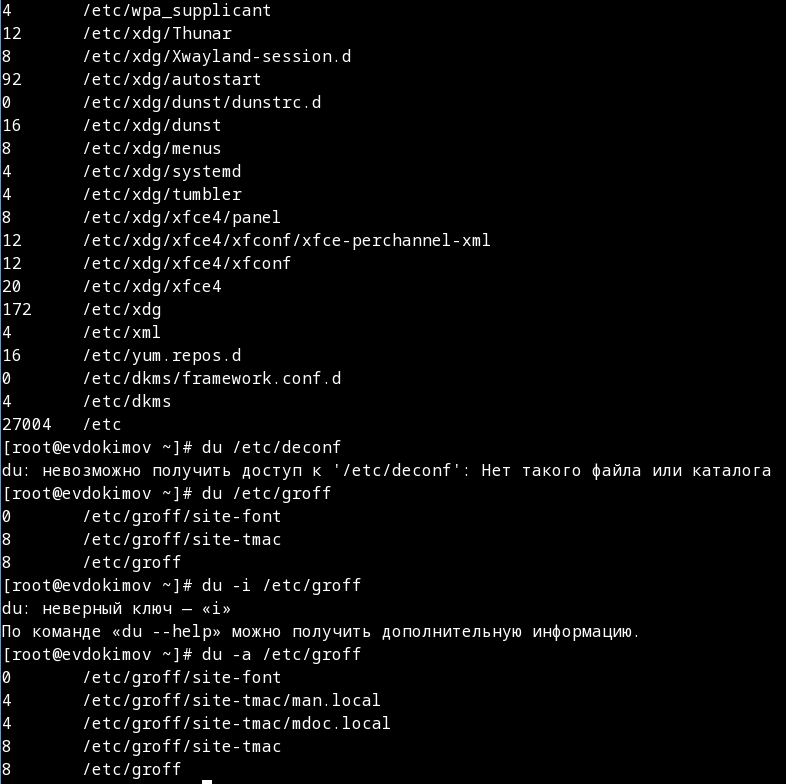 4       /etc/wpa_supplicant
12      /etc/xdg/Thunar
8       /etc/xdg/Xwayland-session.d
92      /etc/xdg/autostart
0       /etc/xdg/dunst/dunstrc.d
16      /etc/xdg/dunst
8       /etc/xdg/menus
4       /etc/xdg/systemd
4       /etc/xdg/tumbler
8       /etc/xdg/xfce4/panel
12      /etc/xdg/xfce4/xfconf/xfce-perchannel-xml
12      /etc/xdg/xfce4/xfconf
20      /etc/xdg/xfce4
172     /etc/xdg
4       /etc/xml
16      /etc/yum.repos.d
0       /etc/dkms/framework.conf.d
4       /etc/dkms
27004   /etc
[root@evdokimov ~]# du /etc/deconf
du: невозможно получить доступ к '/etc/deconf': Нет такого файла или каталога
[root@evdokimov ~]# du /etc/groff
0       /etc/groff/site-font
8       /etc/groff/site-tmac
8       /etc/groff
[root@evdokimov ~]# du -i /etc/groff
du: неверный ключ — «i»
По команде «du --help» можно получить дополнительную информацию.
[root@evdokimov ~]# du -a /etc/groff
0       /etc/groff/site-font
4       /etc/groff/site-tmac/man.local
4       /etc/groff/site-tmac/mdoc.local
8       /etc/groff/site-tmac
8       /etc/groff